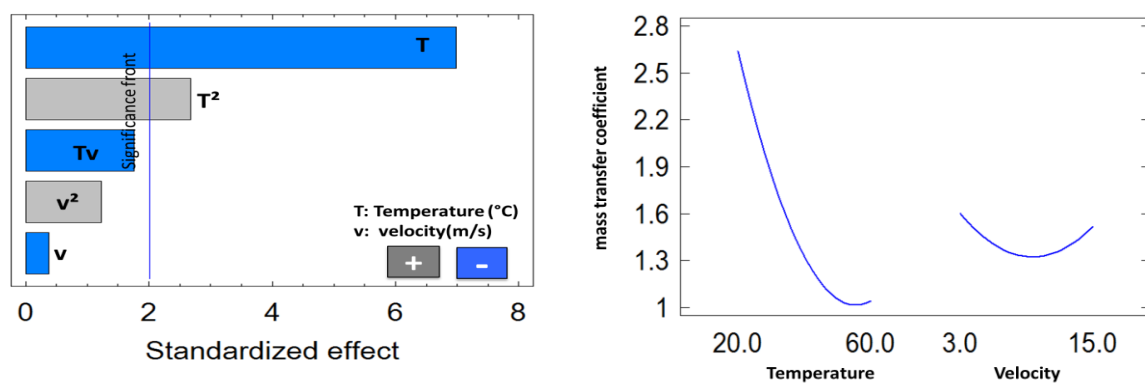 T
T²
Tv
v²
v
Significance front
T: Temperature (°C)
v: velocity(m/s)
+
-
0 2 4 6 8
Standardized effect
mass transfer coefficient
2.8
2.5
2.2
1.9
1.6
1.3
1
20.0 60.0 3.0 15.0
Temperature Velocity